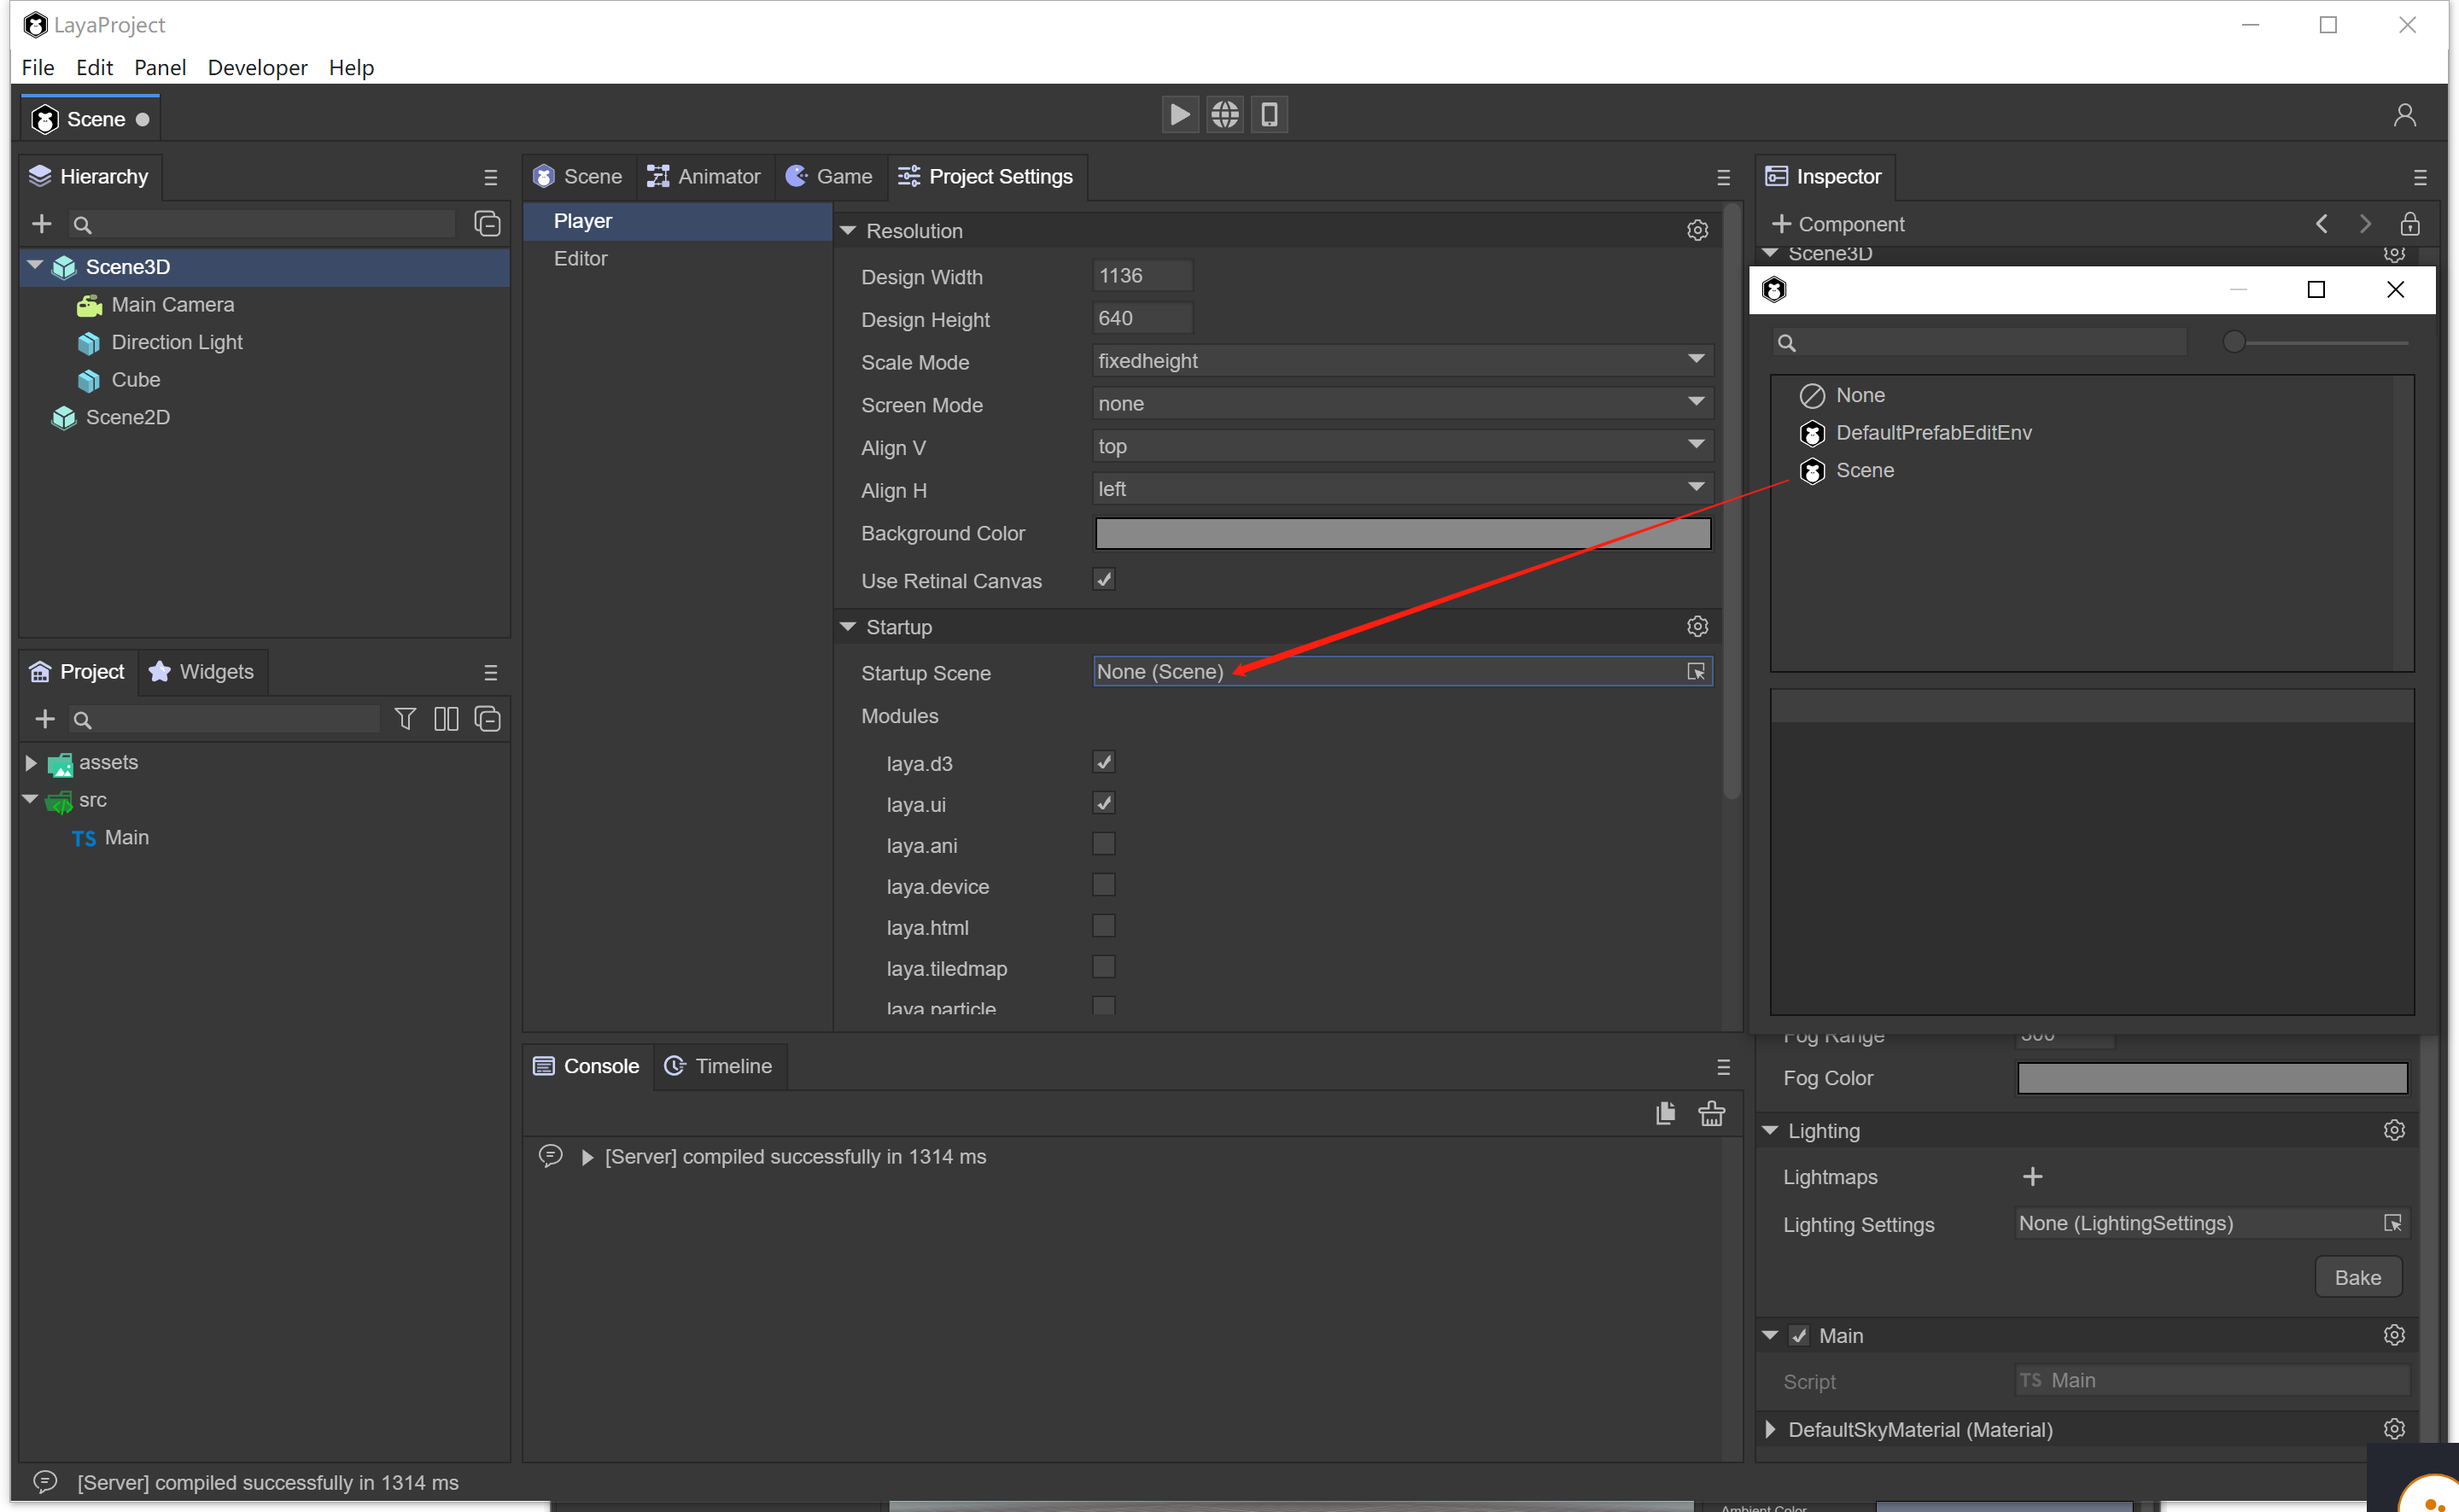 LayaProject
File Edit Panel Developer Help
Scene
Hierarchy
Scene3D
Main Camera
Direction Light
Cube
Scene2D
Project Widgets
assets
src
TS Main
Scene Animator Game Project Settings
Player
Editor
Resolution
Design Width 1136
Design Height 640
Scale Mode fixedheight
Screen Mode none
Align V top
Align H left
Background Color
Use Retinal Canvas
Startup
Startup Scene None (Scene)
Modules
laya.d3
laya.ui
laya.ani
laya.device
laya.html
laya.tiledmap
laya.particle
Console Timeline
[Server] compiled successfully in 1314 ms
Inspector
Component
Scene3D
None
DefaultPrefabEditEnv
Scene
Fog Range 300
Fog Color
Lighting
Lightmaps
Lighting Settings None (LightingSettings)
Bake
Main
Script TS Main
DefaultSkyMaterial (Material)
[Server] compiled successfully in 1314 ms
Ambient Color